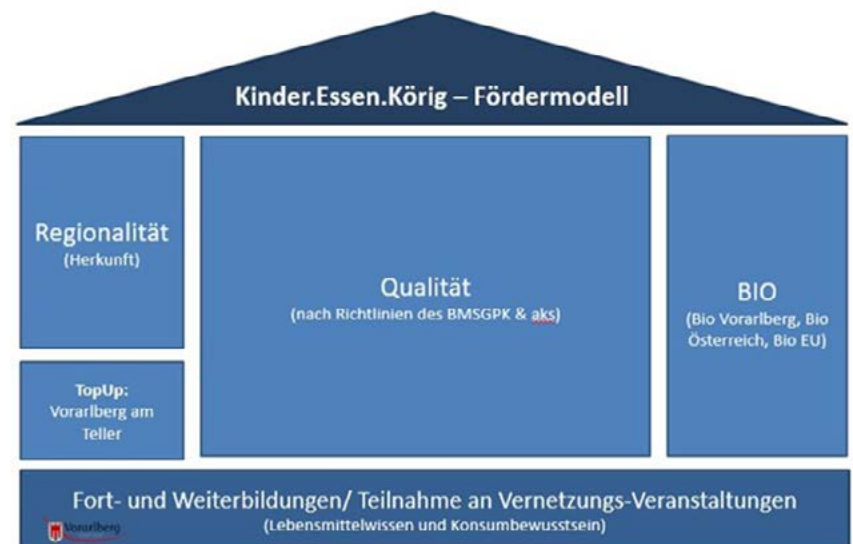 Kinder.Essen.Körig – Fördermodell
Regionalität
(Herkunft)
TopUp:
Vorarlberg am
Teller
Qualität
(nach Richtlinien des BMSGPK & aks)
BIO
(Bio Vorarlberg, Bio
Österreich, Bio EU)
Fort- und Weiterbildungen/ Teilnahme an Vernetzungs-Veranstaltungen
(Lebensmittelwissen und Konsumbewusstsein)
Vorarlberg